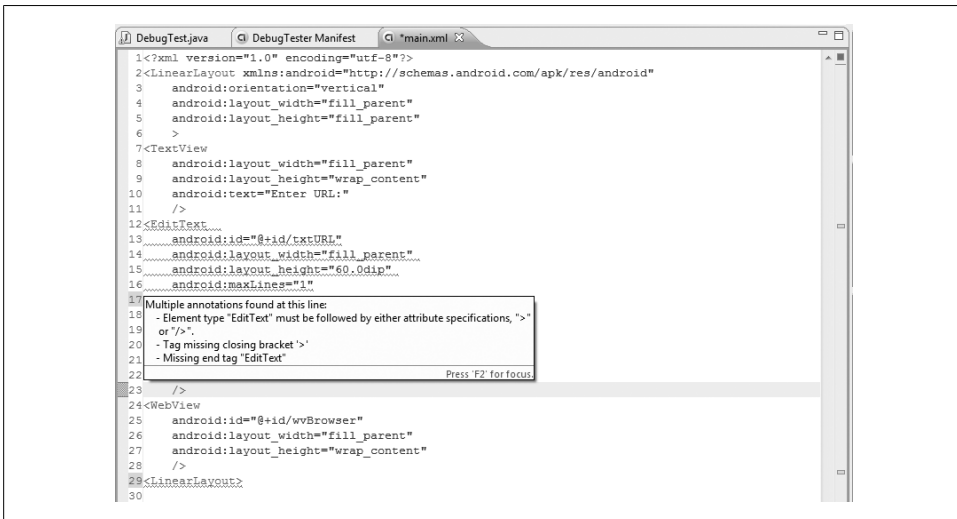 DebugTest.java DebugTester Manifest *main.xml
1<?xml version="1.0" encoding="utf-8"?>
2<LinearLayout xmlns:android="http://schemas.android.com/apk/res/android"
3 android:orientation="vertical"
4 android:layout_width="fill_parent"
5 android:layout_height="fill_parent"
6 >
7<TextView
8 android:layout_width="fill_parent"
9 android:layout_height="wrap_content"
10 android:text="Enter URL:"
11 />
12<EditText
13 android:id="@+id/txtURL"
14 android:layout_width="fill_parent"
15 android:layout_height="60.0dip"
16 android:maxLines="1"
17
Multiple annotations found at this line:
18
- Element type "EditText" must be followed by either attribute specifications, ">"
19
or "/>".
20
- Tag missing closing bracket '>'
21
- Missing end tag "EditText"
22
Press 'F2' for focus.
23 />
24<WebView
25 android:id="@+id/wvBrowser"
26 android:layout_width="fill_parent"
27 android:layout_height="wrap_content"
28 />
29<LinearLayout>
30